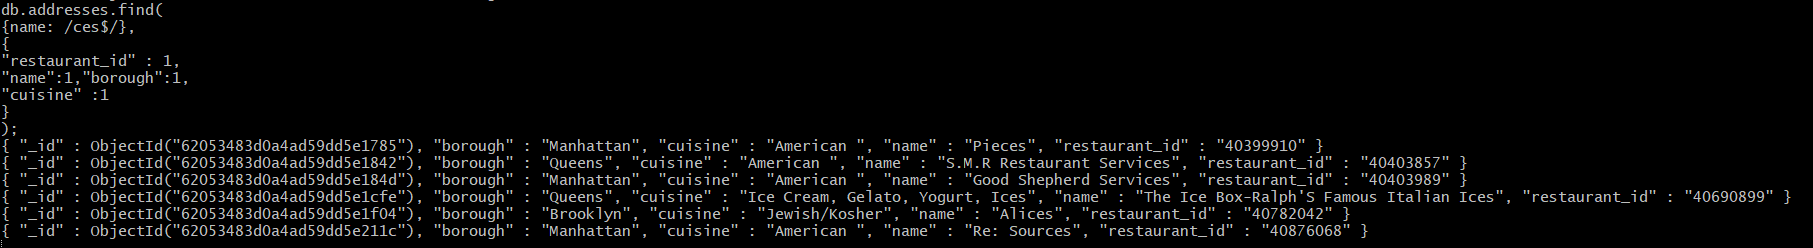 db.addresses.find(
{name: /ces$/},
{
"restaurant_id" : 1,
"name":1,"borough":1,
"cuisine" :1
}
);
{ "_id" : ObjectId("62053483d0a4ad59dd5e1785"), "borough" : "Manhattan", "cuisine" : "American ", "name" : "Pieces", "restaurant_id" : "40399910" }
{ "_id" : ObjectId("62053483d0a4ad59dd5e1842"), "borough" : "Queens", "cuisine" : "American ", "name" : "S.M.R Restaurant Services", "restaurant_id" : "40403857" }
{ "_id" : ObjectId("62053483d0a4ad59dd5e184d"), "borough" : "Manhattan", "cuisine" : "American ", "name" : "Good Shepherd Services", "restaurant_id" : "40403989" }
{ "_id" : ObjectId("62053483d0a4ad59dd5e1cfe"), "borough" : "Queens", "cuisine" : "Ice Cream, Gelato, Yogurt, Ices", "name" : "The Ice Box-Ralph'S Famous Italian Ices", "restaurant_id" : "40690899" }
{ "_id" : ObjectId("62053483d0a4ad59dd5e1f04"), "borough" : "Brooklyn", "cuisine" : "Jewish/Kosher", "name" : "Alices", "restaurant_id" : "40782042" }
{ "_id" : ObjectId("62053483d0a4ad59dd5e211c"), "borough" : "Manhattan", "cuisine" : "American ", "name" : "Re: Sources", "restaurant_id" : "40876068" }